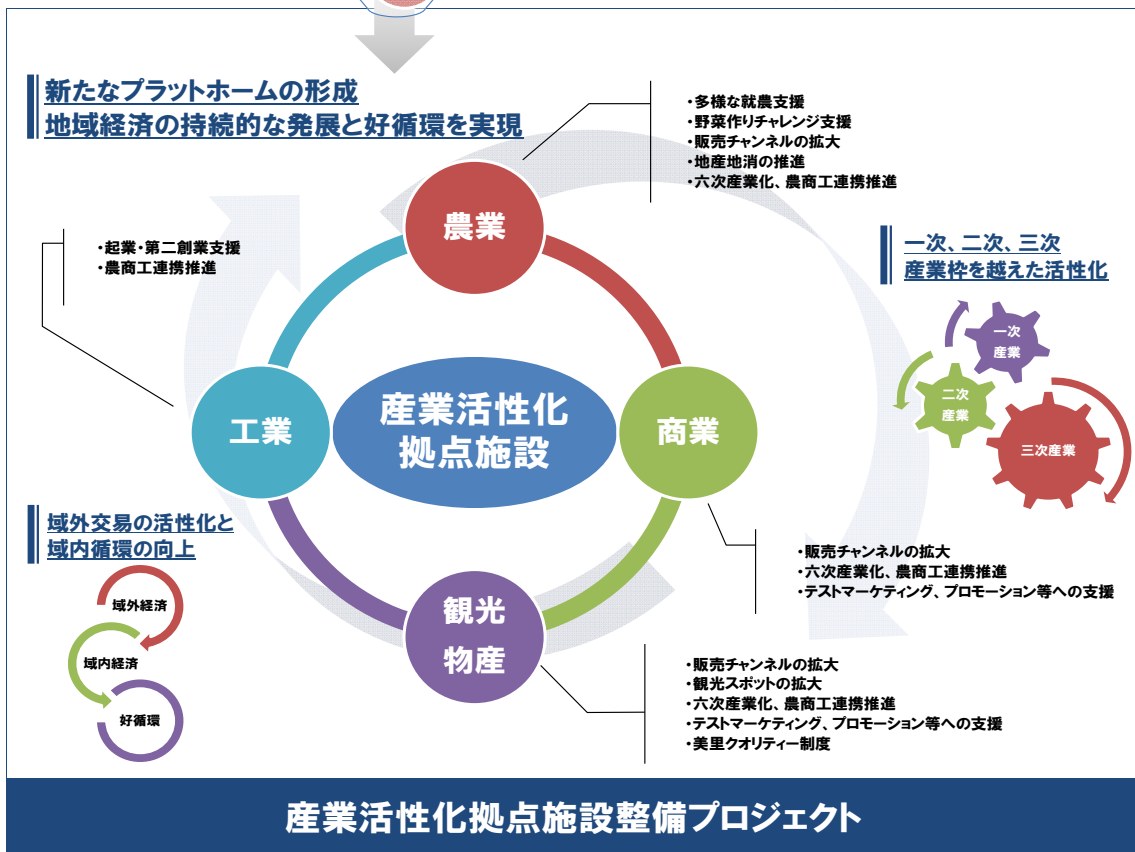 新たなプラットホームの形成
地域経済の持続的な発展と好循環を実現
・多様な就農支援
・野菜作りチャレンジ支援
・販売チャンネルの拡大
・地産地消の推進
・六次産業化、農商工連携推進
農業
・起業・第二創業支援
・農商工連携推進
一次、二次、三次
産業枠を越えた活性化
一次
産業
二次
産業
三次産業
工業
産業活性化
拠点施設
商業
域外交易の活性化と
域内循環の向上
域外経済
域内経済
好循環
・販売チャンネルの拡大
・六次産業化、農商工連携推進
・テストマーケティング、プロモーション等への支援
観光
物産
・販売チャンネルの拡大
・観光スポットの拡大
・六次産業化、農商工連携推進
・テストマーケティング、プロモーション等への支援
・美里クオリティー制度
産業活性化拠点施設整備プロジェクト